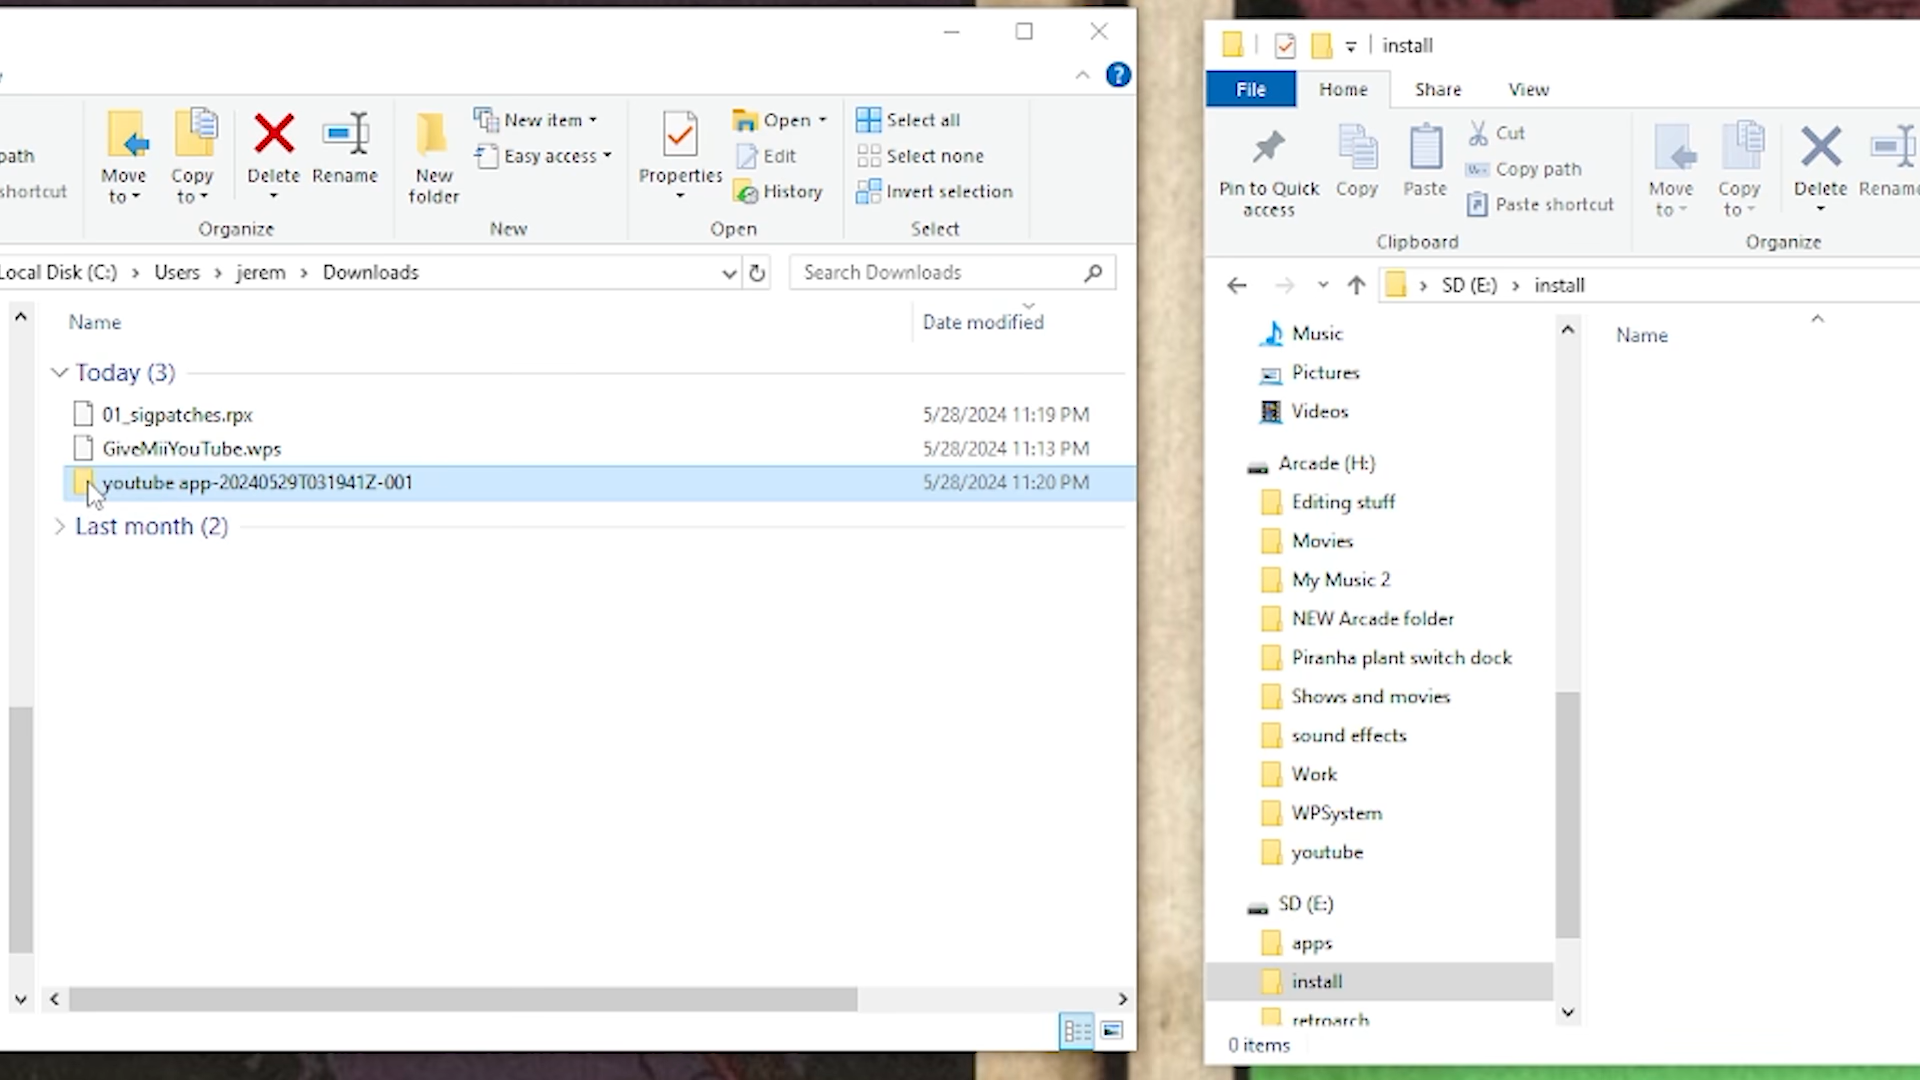 path
shortcut
Move to
Copy to
Delete
Rename
Organize
New folder
New item
Easy access
New
Properties
Open
Edit
History
Open
Select all
Select none
Invert selection
Select
Local Disk (C:) > Users > jerem > Downloads
Search Downloads
Name
Date modified
Today (3)
01_sigpatches.rpx 5/28/2024 11:19 PM
GiveMiiYouTube.wps 5/28/2024 11:13 PM
youtube app-20240529T031941Z-001 5/28/2024 11:20 PM
Last month (2)
install
File Home Share View
Pin to Quick access
Copy
Paste
Cut
Copy path
Paste shortcut
Clipboard
Move to
Copy to
Delete
Rename
Organize
SD (E:) > install
Music
Pictures
Videos
Arcade (H:)
Editing stuff
Movies
My Music 2
NEW Arcade folder
Piranha plant switch dock
Shows and movies
sound effects
Work
WPSystem
youtube
SD (E:)
apps
install
retroarch
Name
0 items